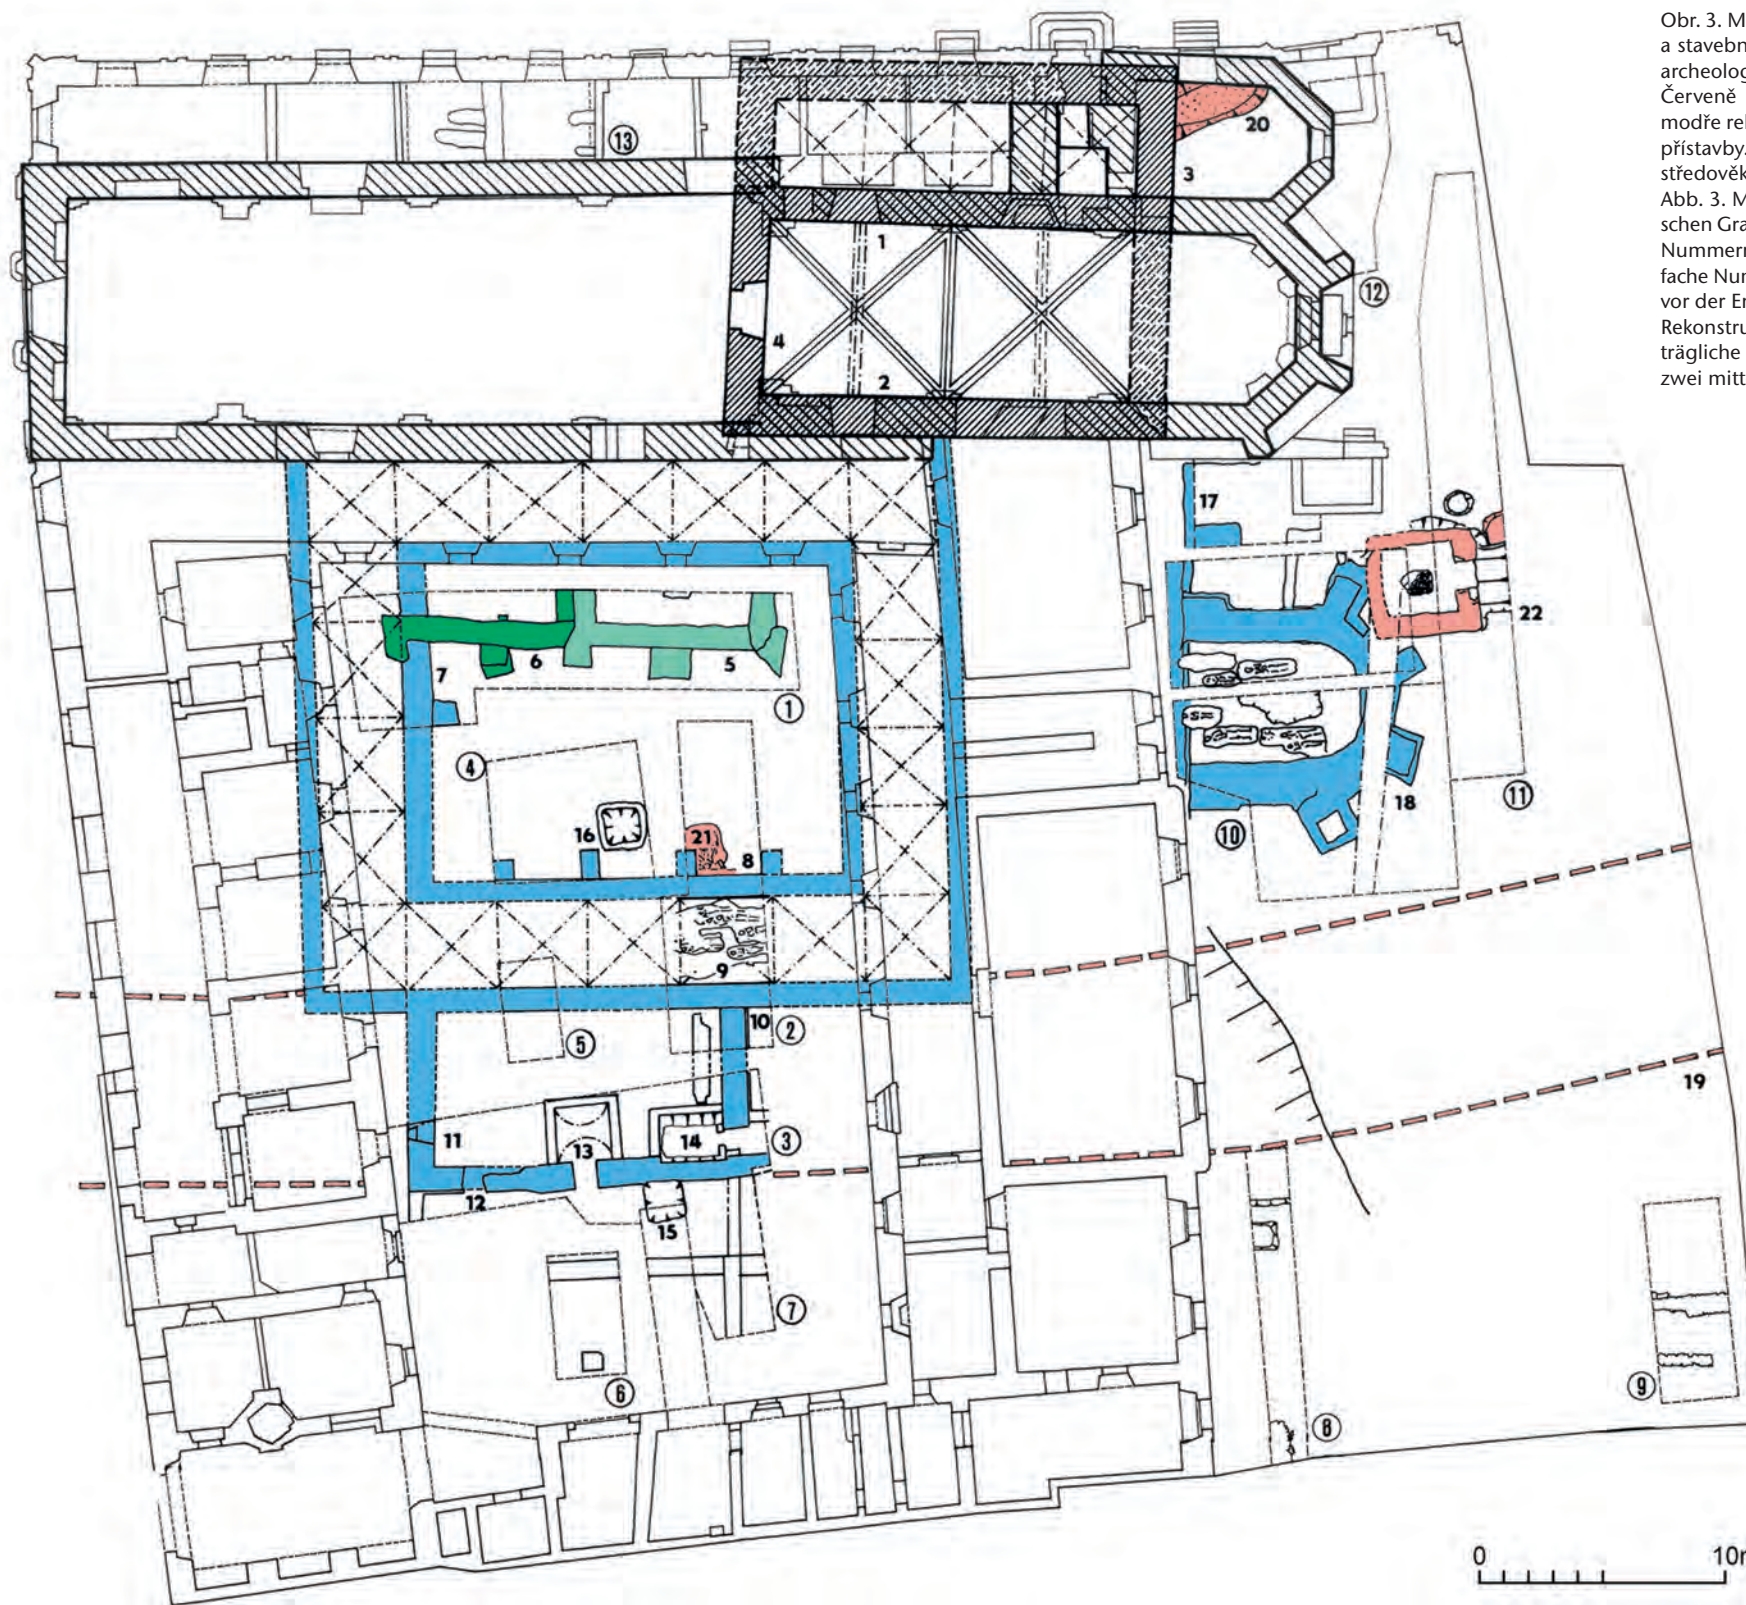 Obr. 3. M
a stavebn
archeolog
Červeně
modře re
přístavby.
středověk
Abb. 3. M
schen Gra
Nummern
fache Nun
vor der Er
Rekonstru
trägliche
zwei mitt
20
13
3
1
12
4
2
17
22
6
5
7
1
4
18
11
16
21
8
10
9
10
2
5
19
11
13
14
3
12
15
7
6
9
8
0
10